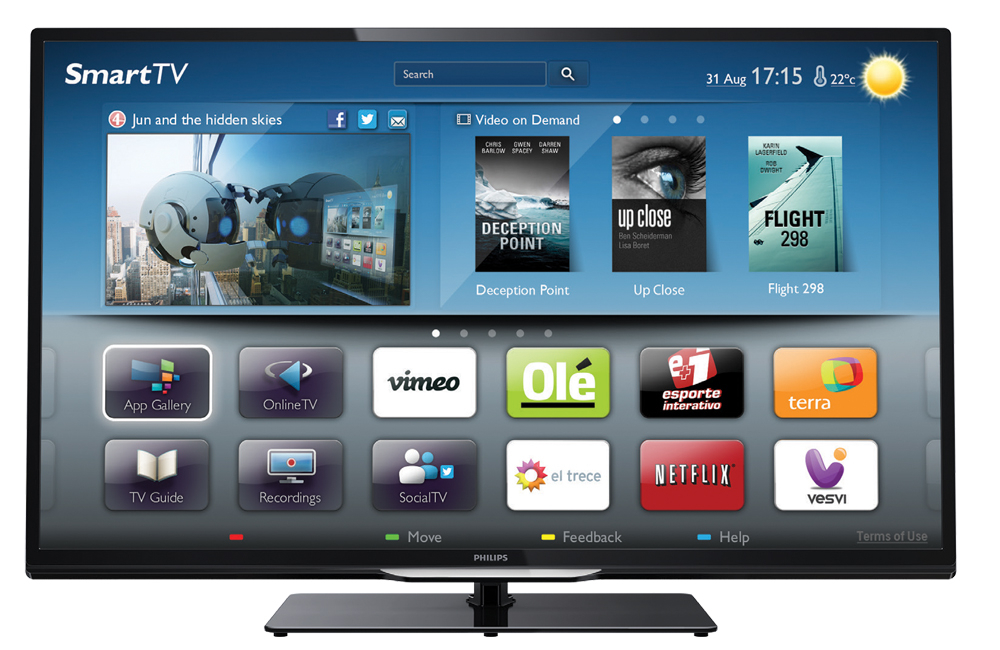 SmartTV
Search
31 Aug 17:15 22°c
4 Jun and the hidden skies
f
Video on Demand
CHRIS BARLOW GWEN SPACEY DARREN SHAW
DECEPTION
POINT
up close
Ben Scheiderman
Lisa Boret
KARIN
LAGERFIELD
ROB
DWIGHT
FLIGHT
298
Deception Point
Up Close
Flight 298
App Gallery
OnlineTV
vimeo
Olé
e+1
esporte
interativo
terra
TV Guide
Recordings
SocialTV
el trece
NETFLIX
vesvi
Move
Feedback
Help
Terms of Use
PHILIPS